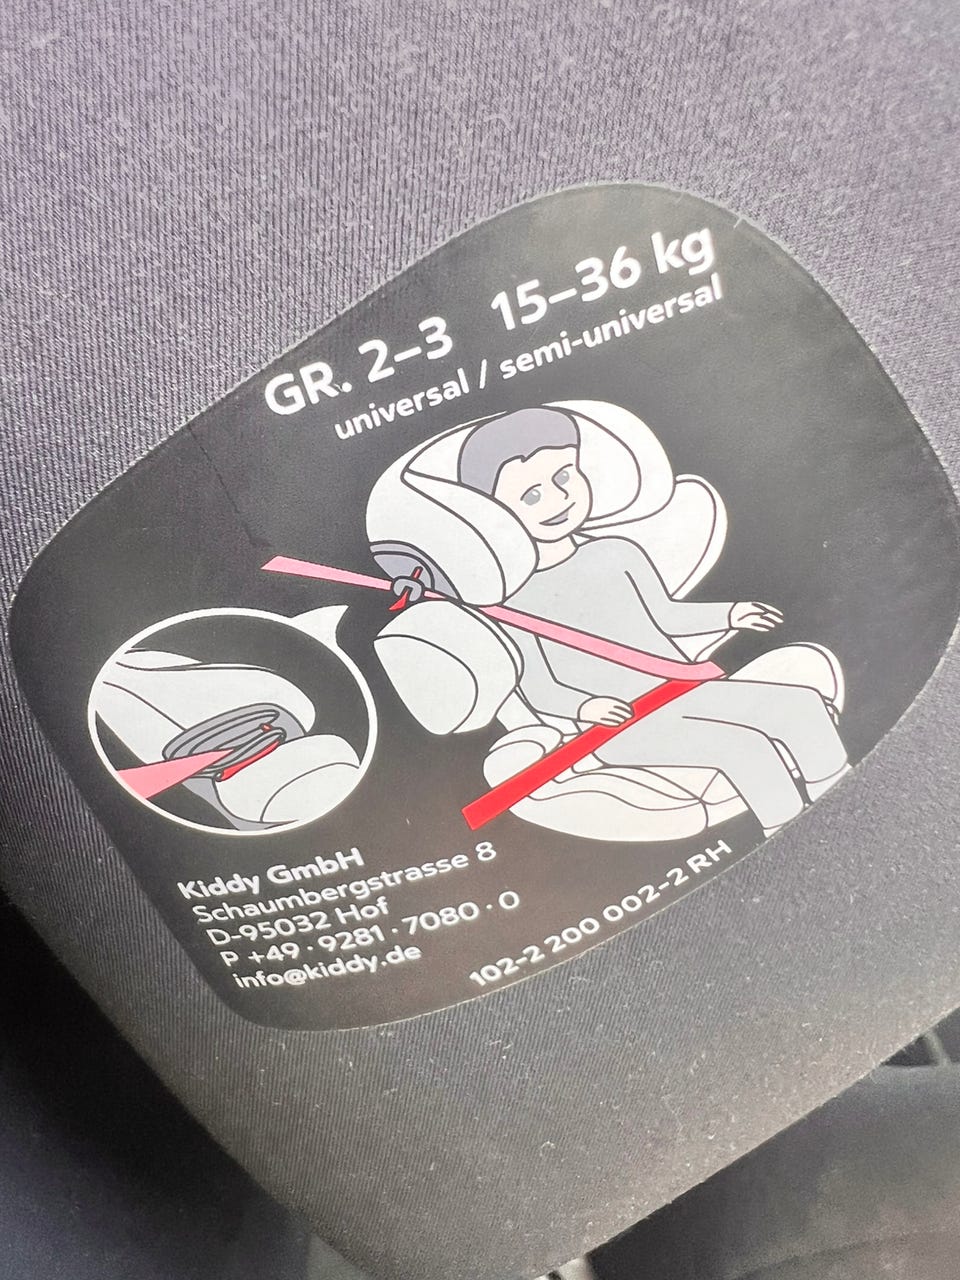 GR. 2–3 15–36 kg
universal / semi-universal
Kiddy GmbH
Schaumbergstrasse 8
D-95032 Hof
P +49 · 9281 · 7080 · 0
info@kiddy.de
102-2 200 002-2 RH